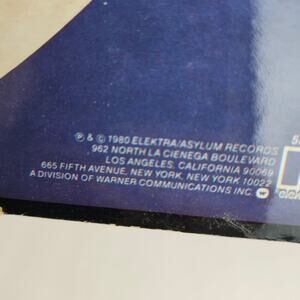 ℗ & © 1980 ELEKTRA/ASYLUM RECORDS
962 NORTH LA CIENEGA BOULEVARD
LOS ANGELES, CALIFORNIA 90069
665 FIFTH AVENUE, NEW YORK, NEW YORK 10022
A DIVISION OF WARNER COMMUNICATIONS INC.